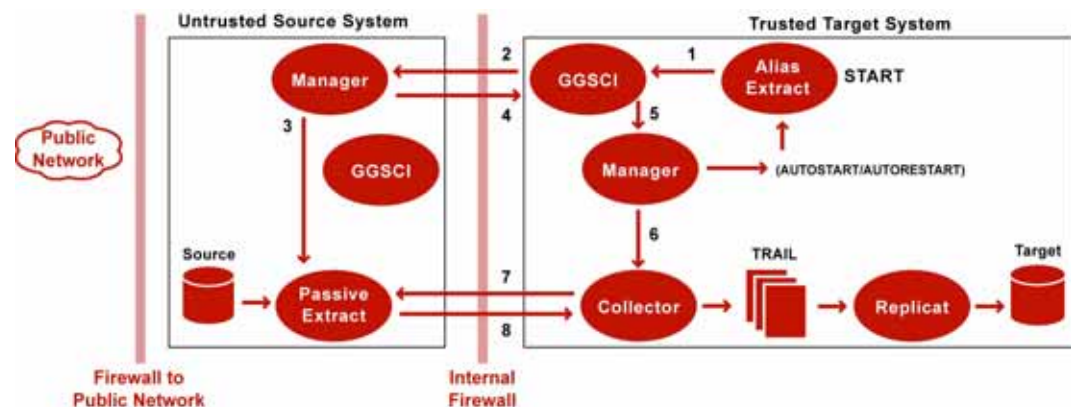 Untrusted Source System
Trusted Target System
Public
Network
Manager
3
GGSCI
Source
Passive
Extract
2
4
7
8
GGSCI
1
Alias
Extract
START
5
Manager
(AUTOSTART/AUTORESTART)
6
Collector
TRAIL
Replicat
Target
Firewall to
Public Network
Internal
Firewall